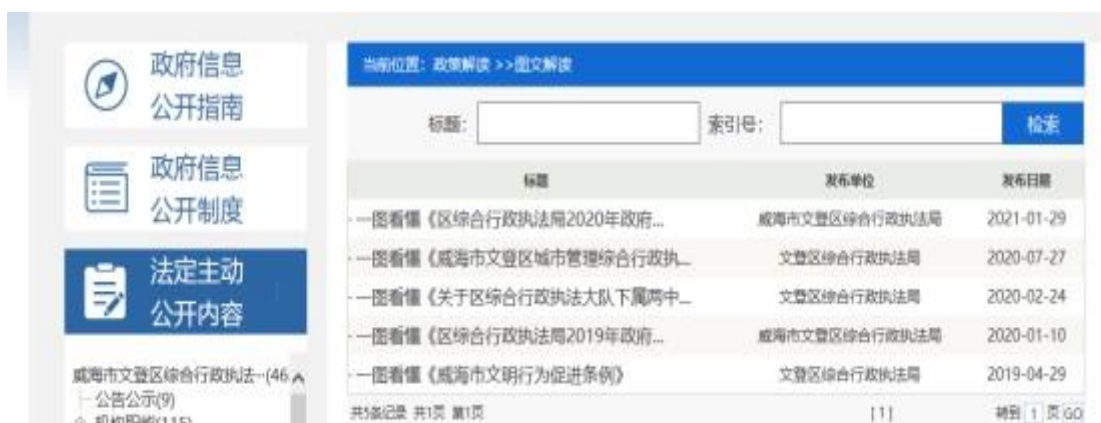 政府信息
公开指南
政府信息
公开制度
法定主动
公开内容
威海市文登区综合行政执法···(46
公告公示(9)
机构职能(115)
当前位置：政策解读 >>图文解读
标题：
索引号：
检索
标题 发布单位 发布日期
· 一图看懂《区综合行政执法局2020年政府... 威海市文登区综合行政执法局 2021-01-29
· 一图看懂《威海市文登区城市管理综合行政执... 文登区综合行政执法局 2020-07-27
· 一图看懂《关于区综合行政执法大队下属两中... 文登区综合行政执法局 2020-02-24
· 一图看懂《区综合行政执法局2019年政府... 威海市文登区综合行政执法局 2020-01-10
· 一图看懂《威海市文明行为促进条例》 文登区综合行政执法局 2019-04-29
共5条记录 共1页 第1页 [1] 转到 1 页 GO